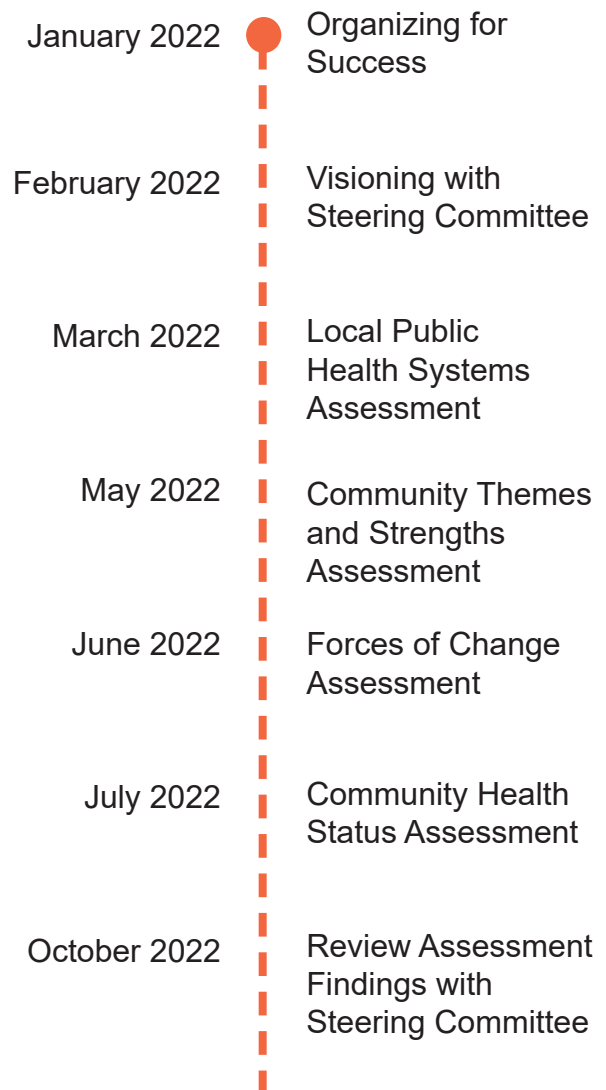 January 2022
Organizing for
Success
February 2022
Visioning with
Steering Committee
March 2022
Local Public
Health Systems
Assessment
May 2022
Community Themes
and Strengths
Assessment
June 2022
Forces of Change
Assessment
July 2022
Community Health
Status Assessment
October 2022
Review Assessment
Findings with
Steering Committee